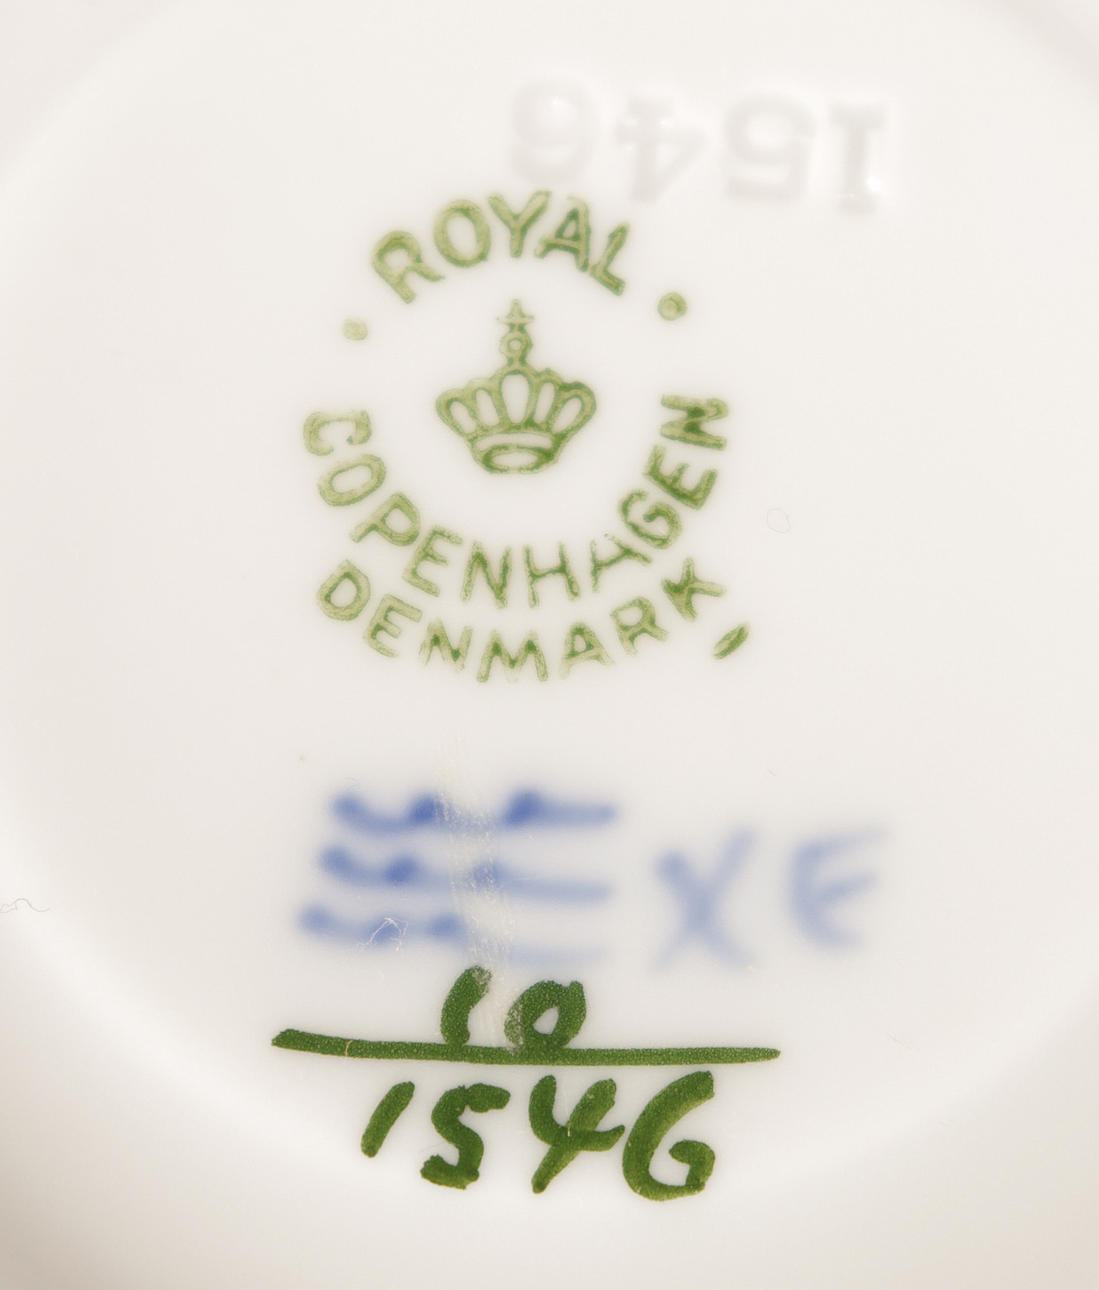 1546
ROYAL
COPENHAGEN
DENMARK
XE
10
1546